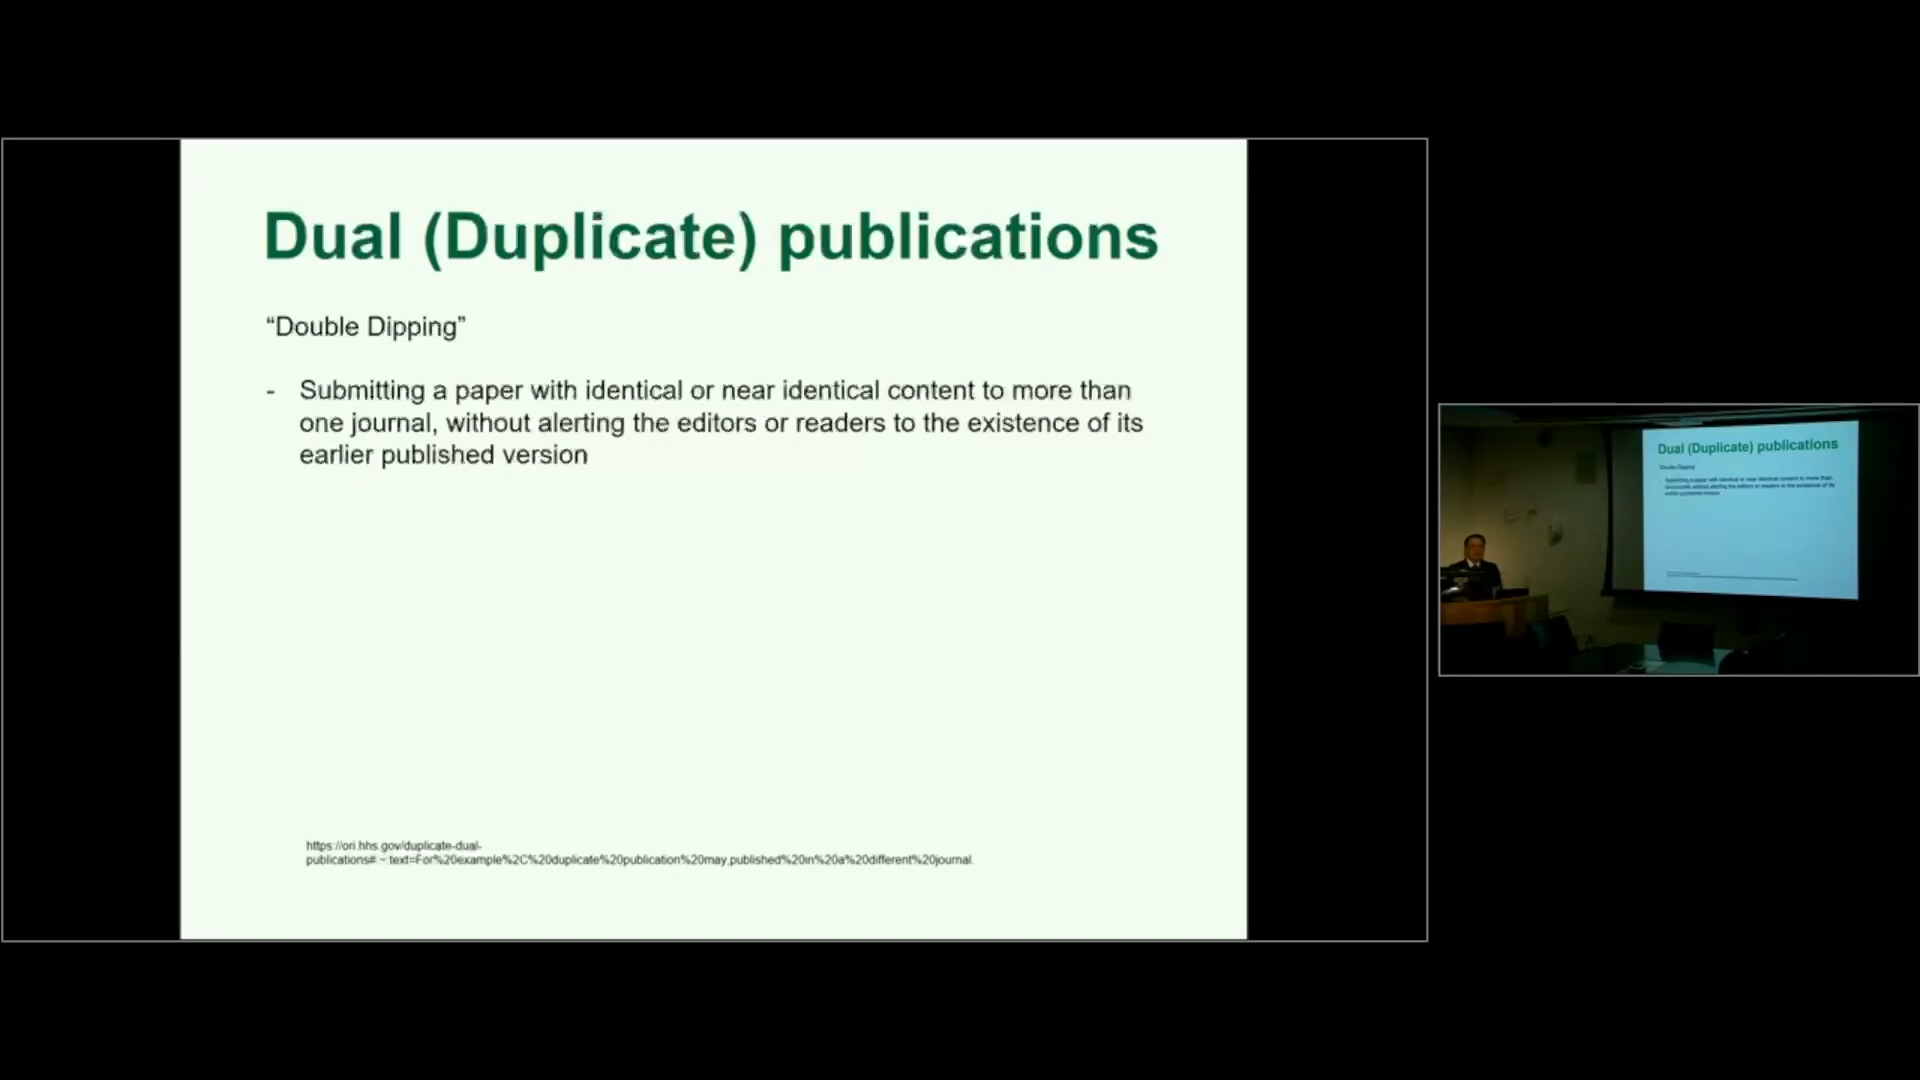 Dual (Duplicate) publications
“Double Dipping”
- Submitting a paper with identical or near identical content to more than
one journal, without alerting the editors or readers to the existence of its
earlier published version
https://ori.hhs.gov/duplicate-dual-
publications#:~:text=For%20example%2C%20duplicate%20publication%20may,published%20in%20a%20different%20journal.
Dual (Duplicate) publications
"Double Dipping"